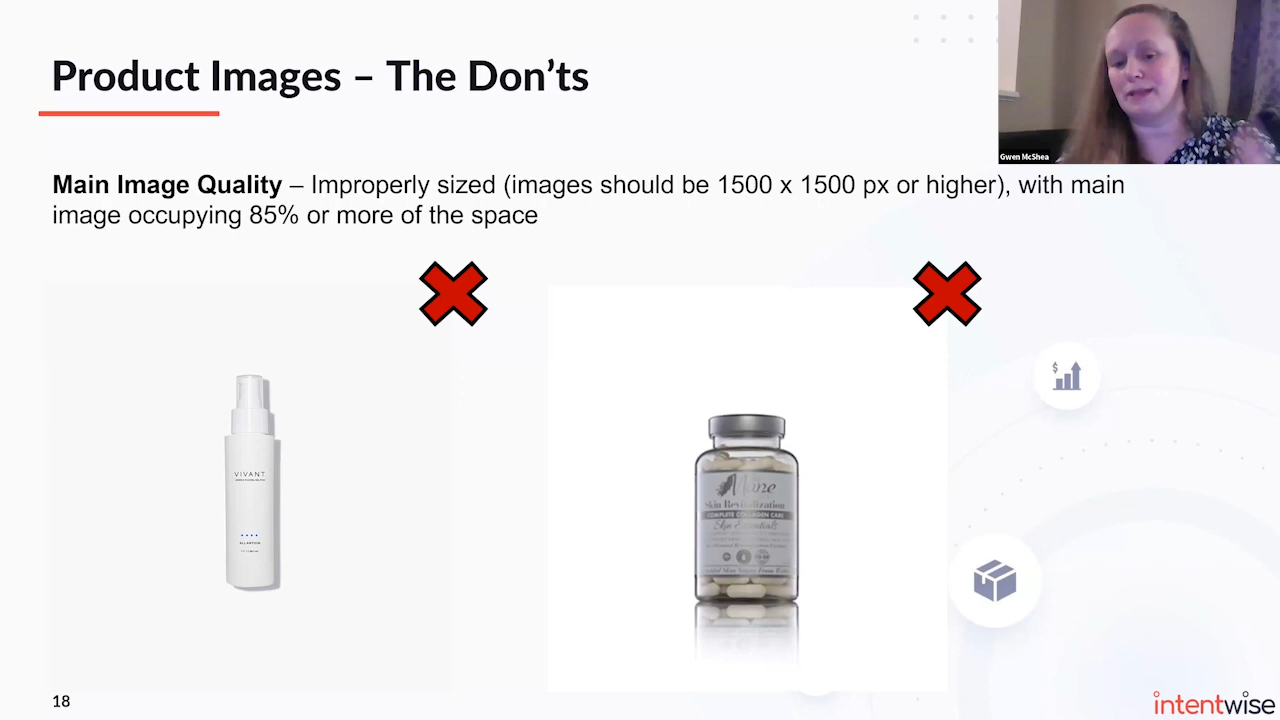 Product Images – The Don'ts
Gwen McShea
Main Image Quality – Improperly sized (images should be 1500 x 1500 px or higher), with main
image occupying 85% or more of the space
VIVANT
Mane
Skin Revitalization
COMPLETE COLLAGEN CARE
Skin Essentials
18
intentwise